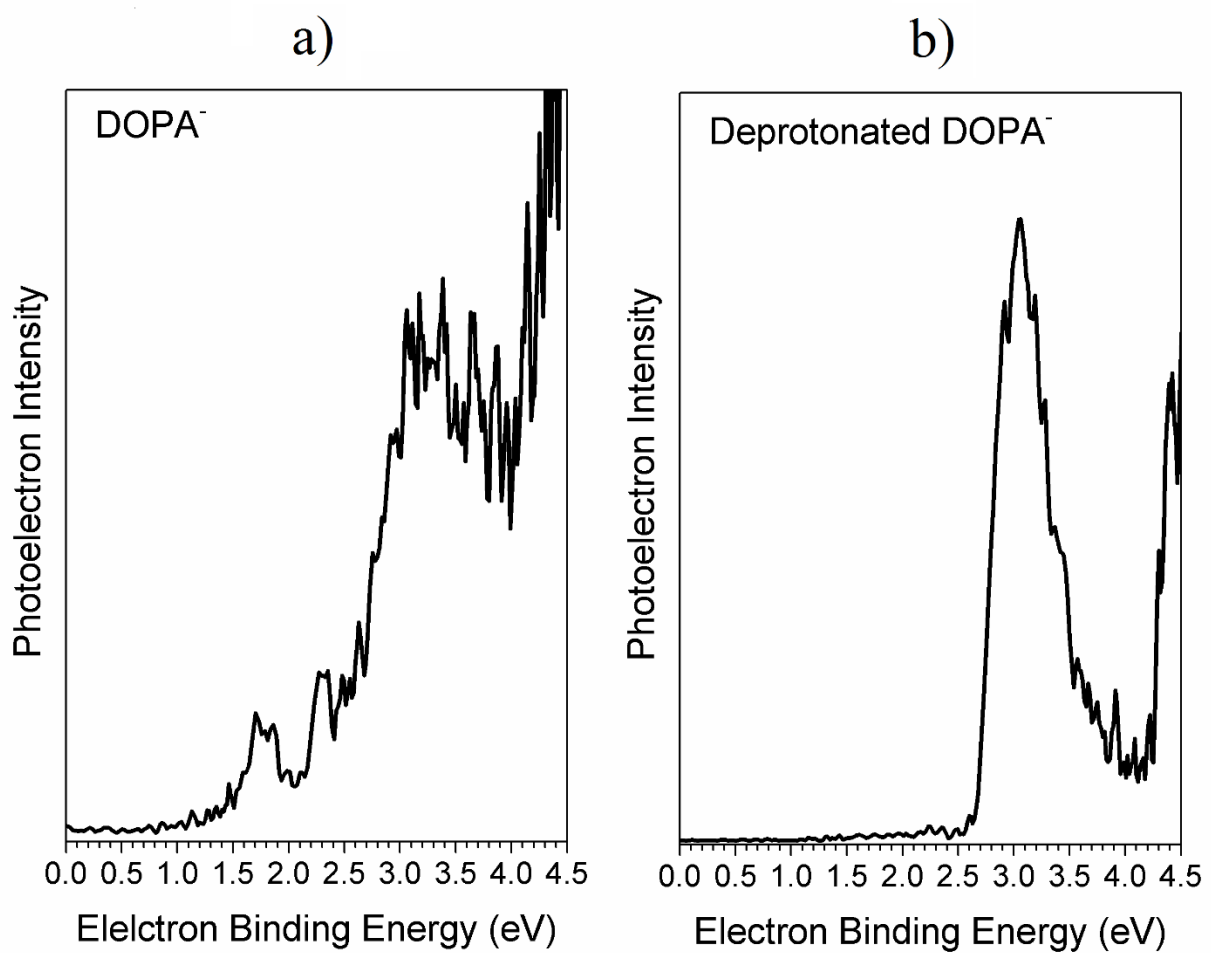 a)
b)
DOPA⁻
Deprotonated DOPA⁻
Photoelectron Intensity
Photoelectron Intensity
0.0 0.5 1.0 1.5 2.0 2.5 3.0 3.5 4.0 4.5
0.0 0.5 1.0 1.5 2.0 2.5 3.0 3.5 4.0 4.5
Elelctron Binding Energy (eV)
Electron Binding Energy (eV)